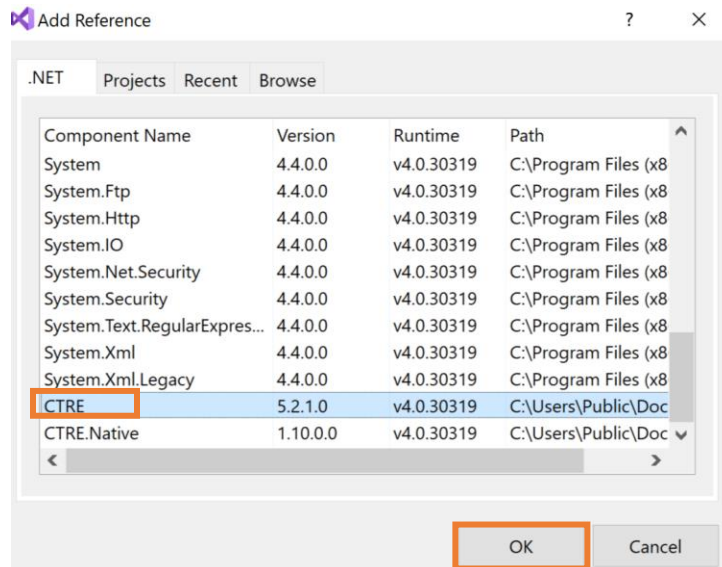 Add Reference ?
.NET Projects Recent Browse
Component Name Version Runtime Path
System 4.4.0.0 v4.0.30319 C:\Program Files (x8
System.Ftp 4.4.0.0 v4.0.30319 C:\Program Files (x8
System.Http 4.4.0.0 v4.0.30319 C:\Program Files (x8
System.IO 4.4.0.0 v4.0.30319 C:\Program Files (x8
System.Net.Security 4.4.0.0 v4.0.30319 C:\Program Files (x8
System.Security 4.4.0.0 v4.0.30319 C:\Program Files (x8
System.Text.RegularExpres... 4.4.0.0 v4.0.30319 C:\Program Files (x8
System.Xml 4.4.0.0 v4.0.30319 C:\Program Files (x8
System.Xml.Legacy 4.4.0.0 v4.0.30319 C:\Program Files (x8
CTRE 5.2.1.0 v4.0.30319 C:\Users\Public\Doc
CTRE.Native 1.10.0.0 v4.0.30319 C:\Users\Public\Doc
OK Cancel